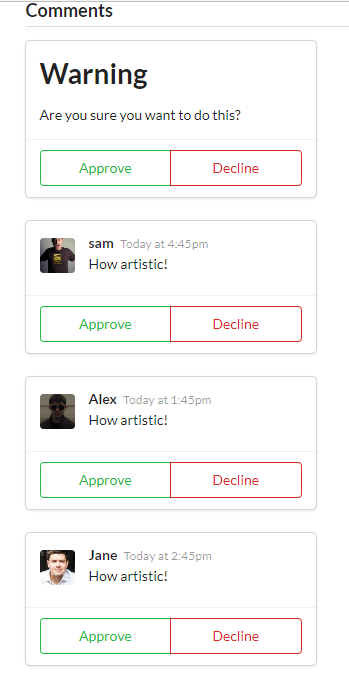 Comments
Warning
Are you sure you want to do this?
Approve Decline
sam Today at 4:45pm
How artistic!
Approve Decline
Alex Today at 1:45pm
How artistic!
Approve Decline
Jane Today at 2:45pm
How artistic!
Approve Decline